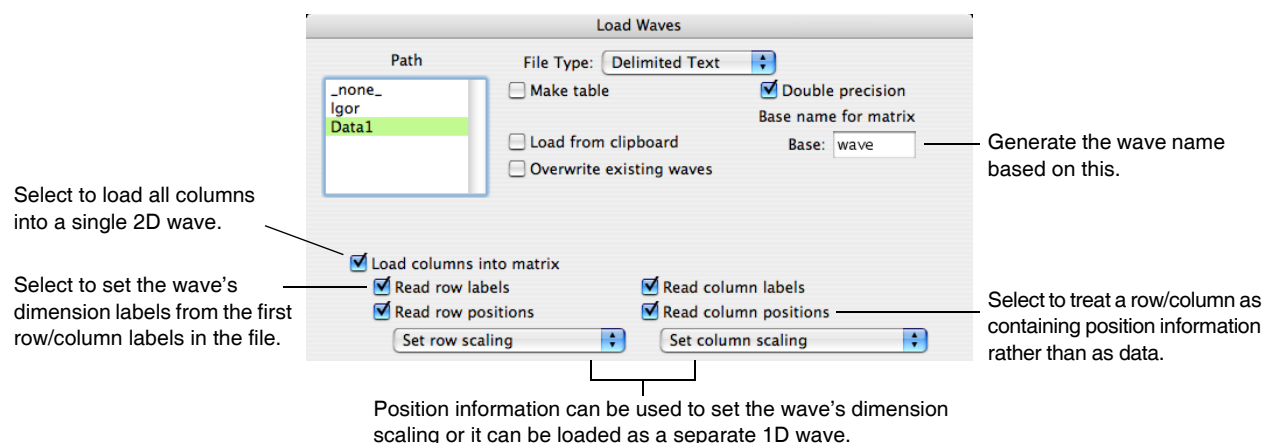 Load Waves
Path
File Type: Delimited Text
_none_
Igor
Data1
Make table
Double precision
Base name for matrix
Load from clipboard
Base: wave
Overwrite existing waves
Generate the wave name
based on this.
Select to load all columns
into a single 2D wave.
Load columns into matrix
Select to set the wave's
dimension labels from the first
row/column labels in the file.
Read row labels
Read column labels
Read row positions
Read column positions
Set row scaling
Set column scaling
Select to treat a row/column as
containing position information
rather than as data.
Position information can be used to set the wave's dimension
scaling or it can be loaded as a separate 1D wave.